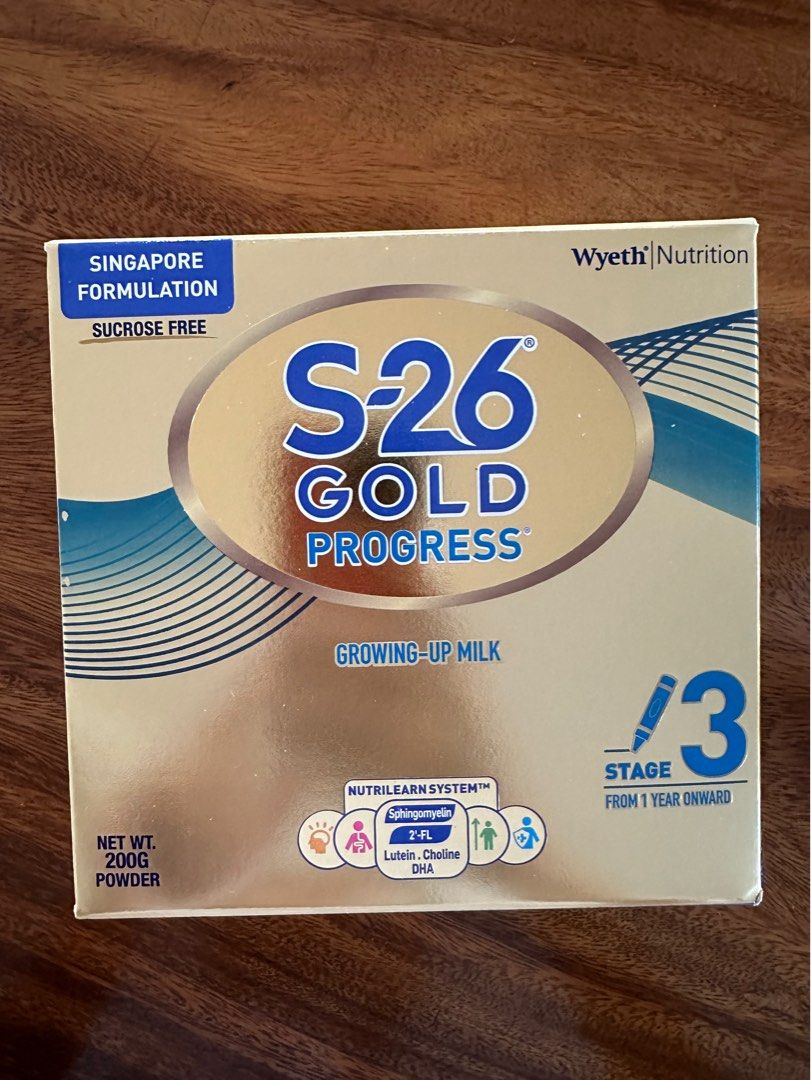 SINGAPORE
FORMULATION
SUCROSE FREE
Wyeth®|Nutrition
S-26®
GOLD
PROGRESS®
GROWING-UP MILK
3
STAGE
FROM 1 YEAR ONWARD
NUTRILEARN SYSTEM™
Sphingomyelin
2'-FL
Lutein . Choline
DHA
NET WT.
200G
POWDER